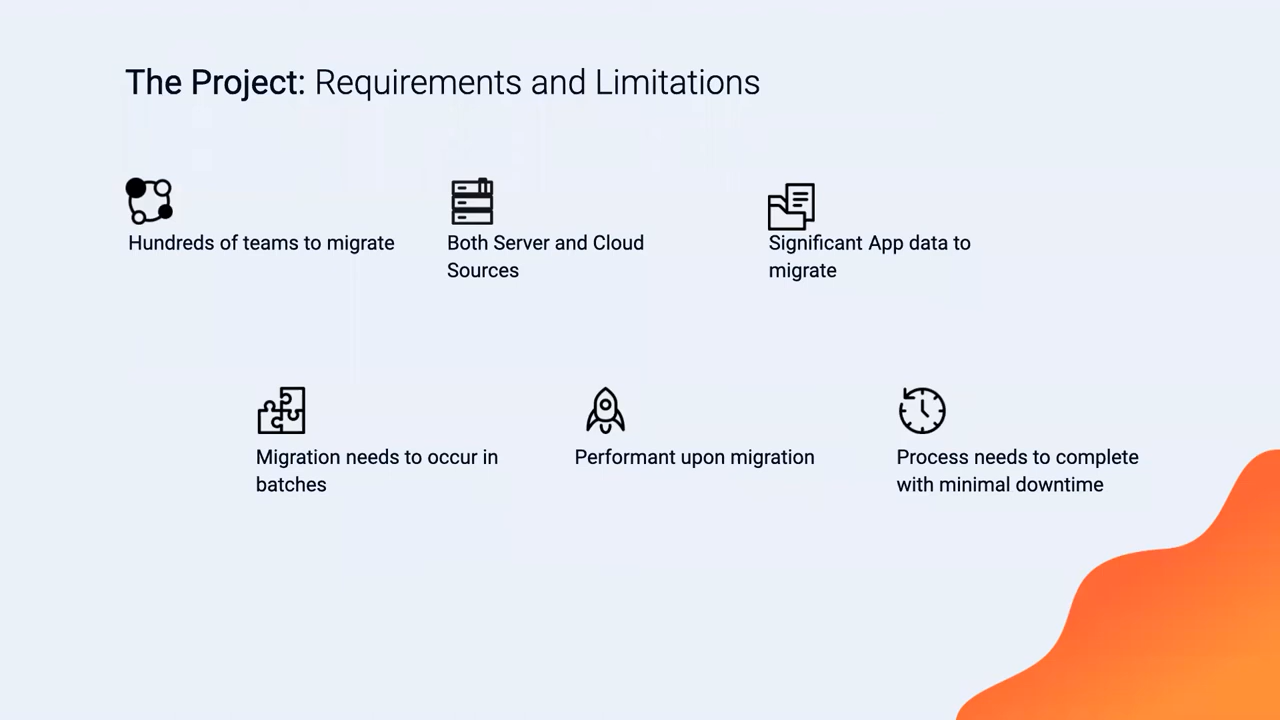 The Project: Requirements and Limitations
Hundreds of teams to migrate
Both Server and Cloud
Sources
Significant App data to
migrate
Migration needs to occur in
batches
Performant upon migration
Process needs to complete
with minimal downtime